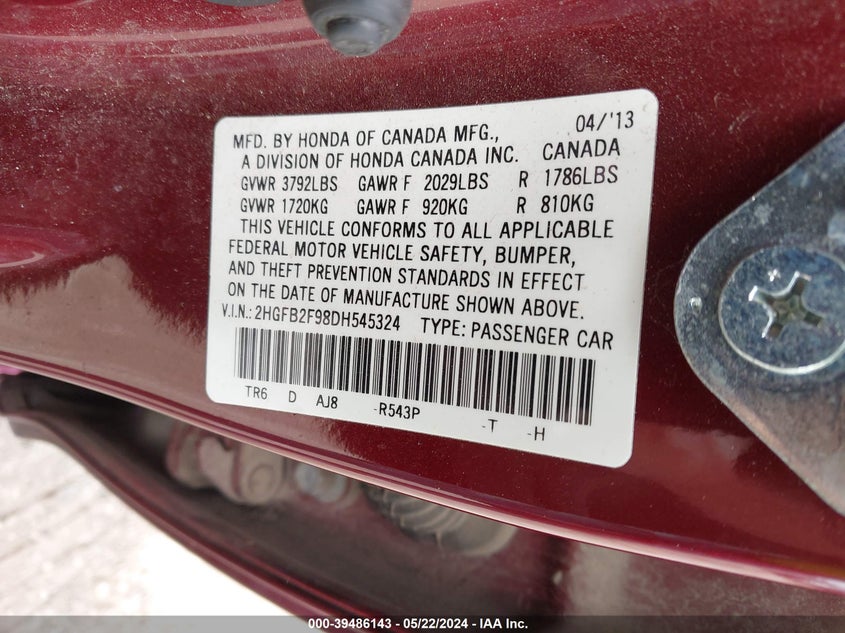 MFD. BY HONDA OF CANADA MFG., 04/'13
A DIVISION OF HONDA CANADA INC. CANADA
GVWR 3792LBS GAWR F 2029LBS R 1786LBS
GVWR 1720KG GAWR F 920KG R 810KG
THIS VEHICLE CONFORMS TO ALL APPLICABLE
FEDERAL MOTOR VEHICLE SAFETY, BUMPER,
AND THEFT PREVENTION STANDARDS IN EFFECT
ON THE DATE OF MANUFACTURE SHOWN ABOVE.
V.I.N.: 2HGFB2F98DH545324 TYPE: PASSENGER CAR
TR6 D AJ8 -R543P -T -H
000-39486143 - 05/22/2024 - IAA Inc.